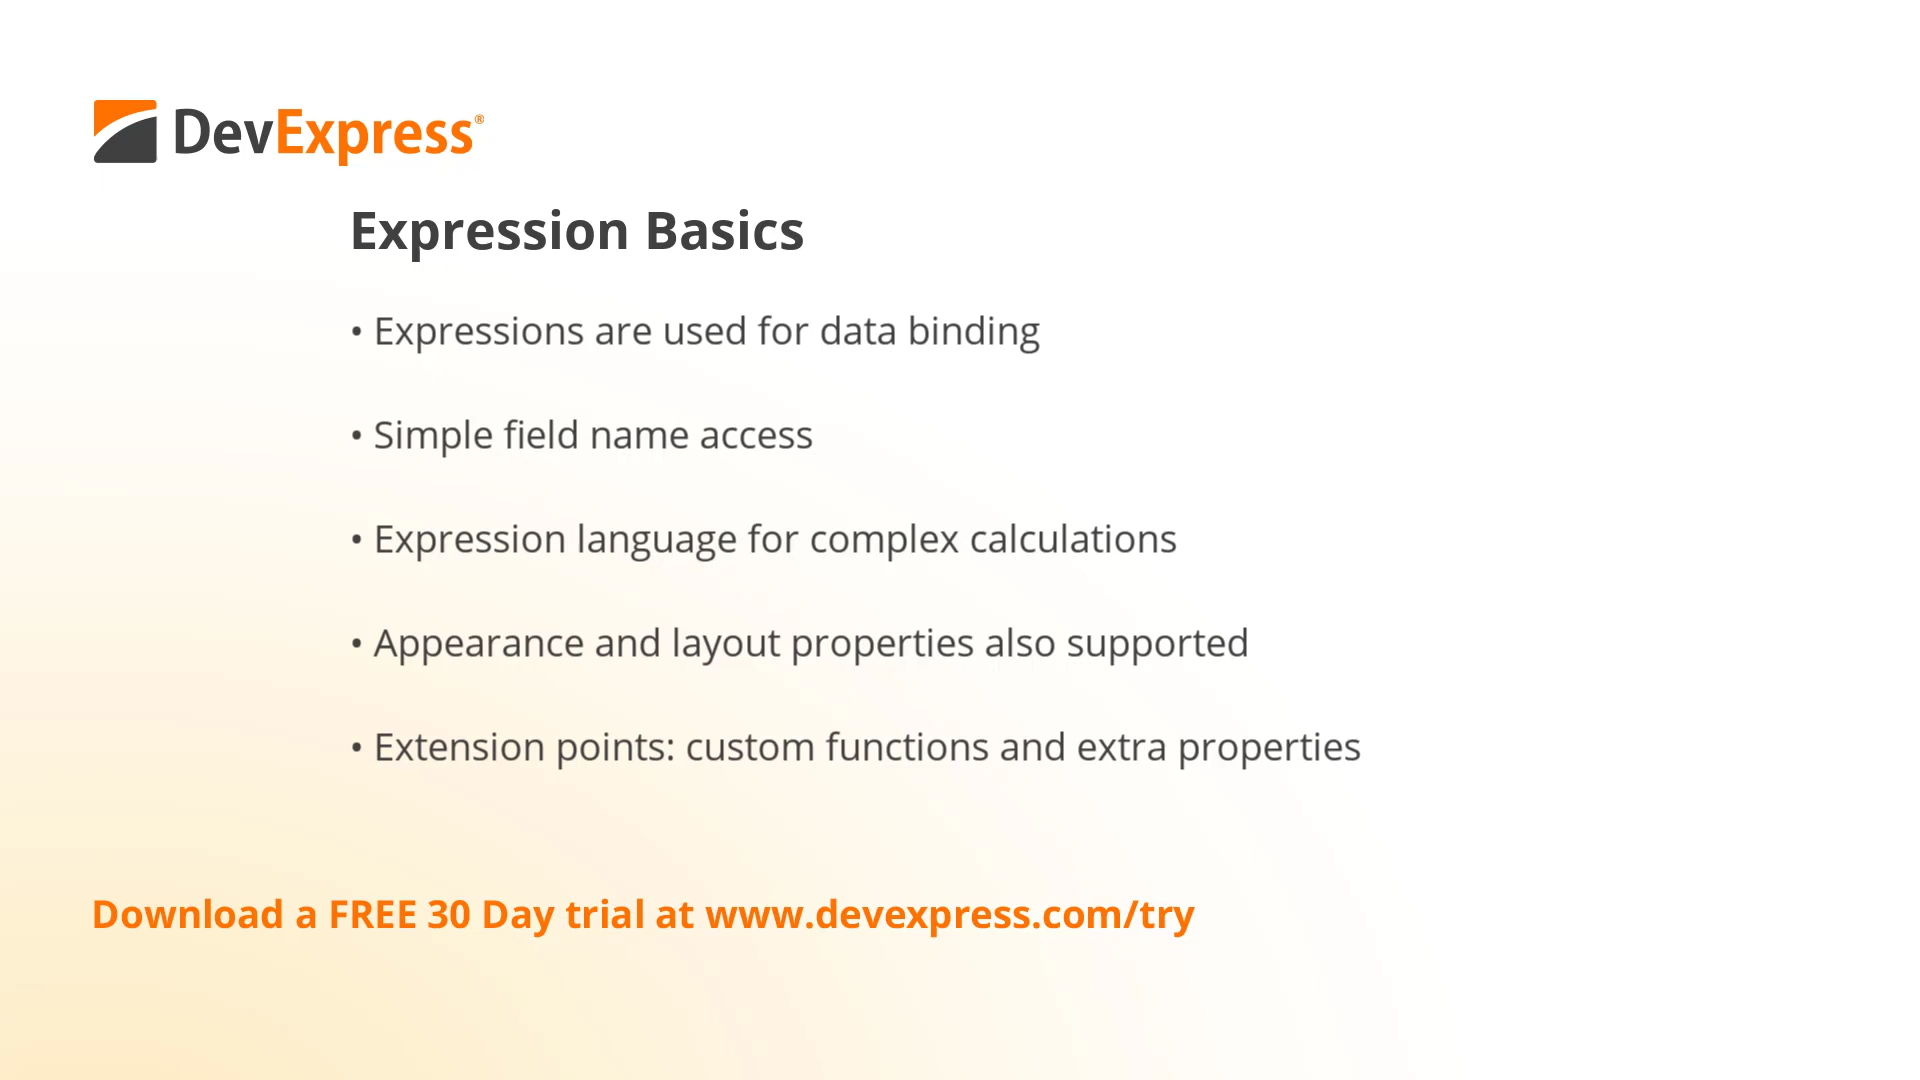 DevExpress®
Expression Basics
• Expressions are used for data binding
• Simple field name access
• Expression language for complex calculations
• Appearance and layout properties also supported
• Extension points: custom functions and extra properties
Download a FREE 30 Day trial at www.devexpress.com/try